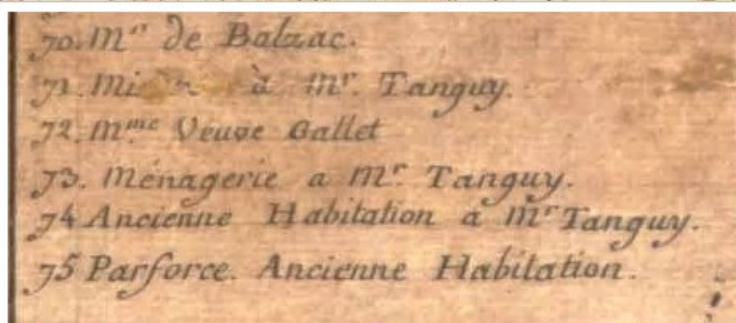 70. Mr. de Balzac.
71. à Mr. Tanguy.
72. Mme. Veuve Gallet
73. Ménagerie a Mr. Tanguy.
74 Ancienne Habitation a Mr Tanguy.
75 Parforce. Ancienne Habitation.